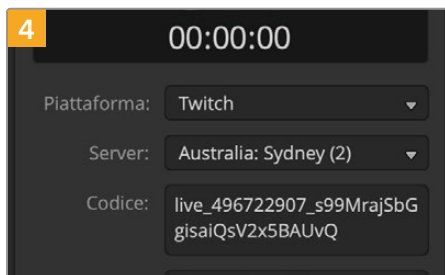 4
00:00:00
Piattaforma: Twitch
Server: Australia: Sydney (2)
Codice: live_496722907_s99MrajSbG
gisaiQsV2x5BAUvQ